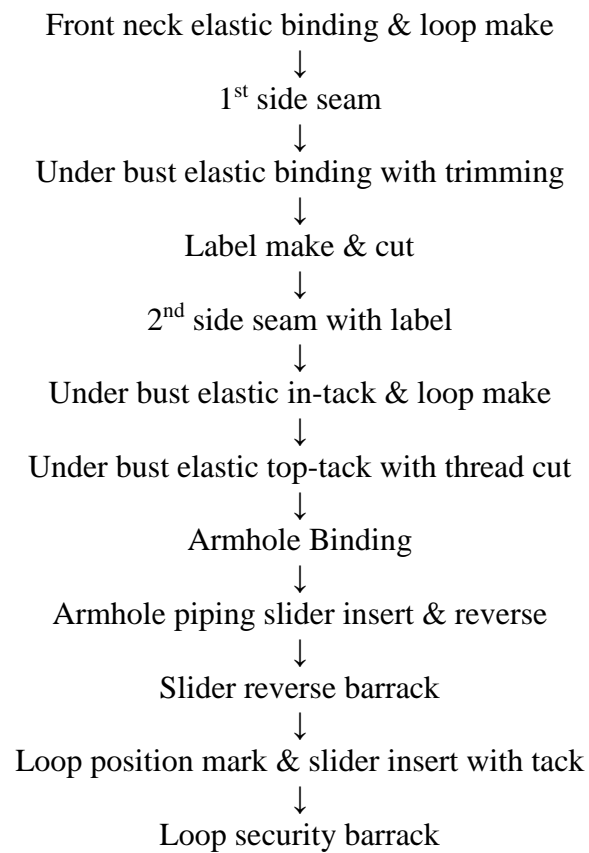 Front neck elastic binding & loop make
↓
1st side seam
↓
Under bust elastic binding with trimming
↓
Label make & cut
↓
2nd side seam with label
↓
Under bust elastic in-tack & loop make
↓
Under bust elastic top-tack with thread cut
↓
Armhole Binding
↓
Armhole piping slider insert & reverse
↓
Slider reverse barrack
↓
Loop position mark & slider insert with tack
↓
Loop security barrack